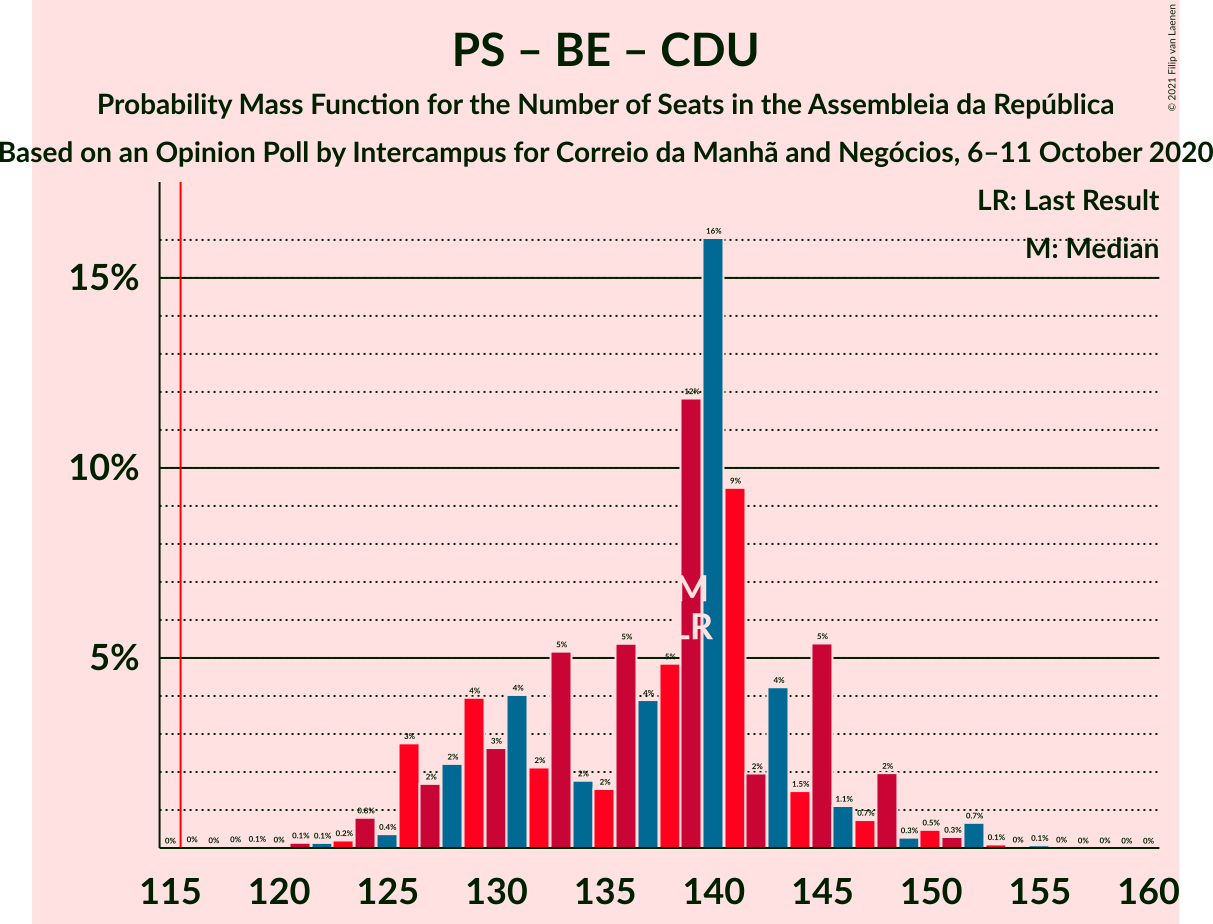 PS – BE – CDU
Probability Mass Function for the Number of Seats in the Assembleia da República
Based on an Opinion Poll by Intercampus for Correio da Manhã and Negócios, 6–11 October 2020
© 2021 Filip van Laenen
LR: Last Result
M: Median
15%
10%
5%
0% 0% 0% 0% 0.1% 0% 0.1% 0.1% 0.2% 0.8% 0.4% 3% 2% 2% 4% 3% 4% 2% 5% 2% 2% 5% 4% 5% 12% 16% 9% 2% 4% 1.5% 5% 1.1% 0.7% 2% 0.3% 0.5% 0.3% 0.7% 0.1% 0% 0.1% 0% 0% 0% 0% 0%
M
LR
115 120 125 130 135 140 145 150 155 160